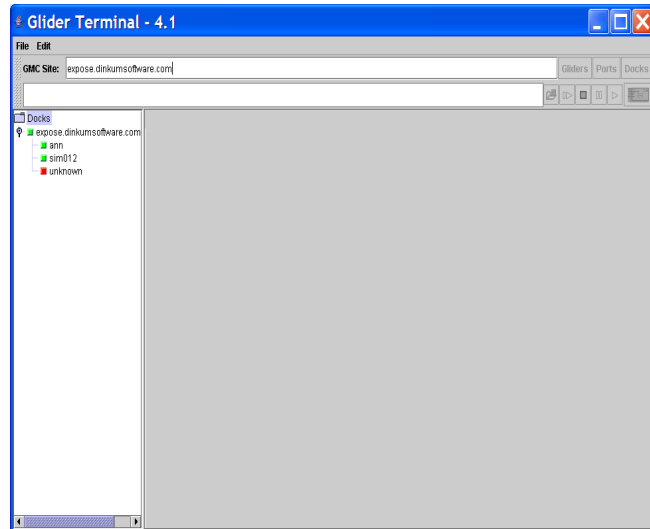 Glider Terminal - 4.1
File Edit
GMC Site: expose.dinkumsoftware.com Gliders Ports Docks
Docks
expose.dinkumsoftware.com
ann
sim012
unknown